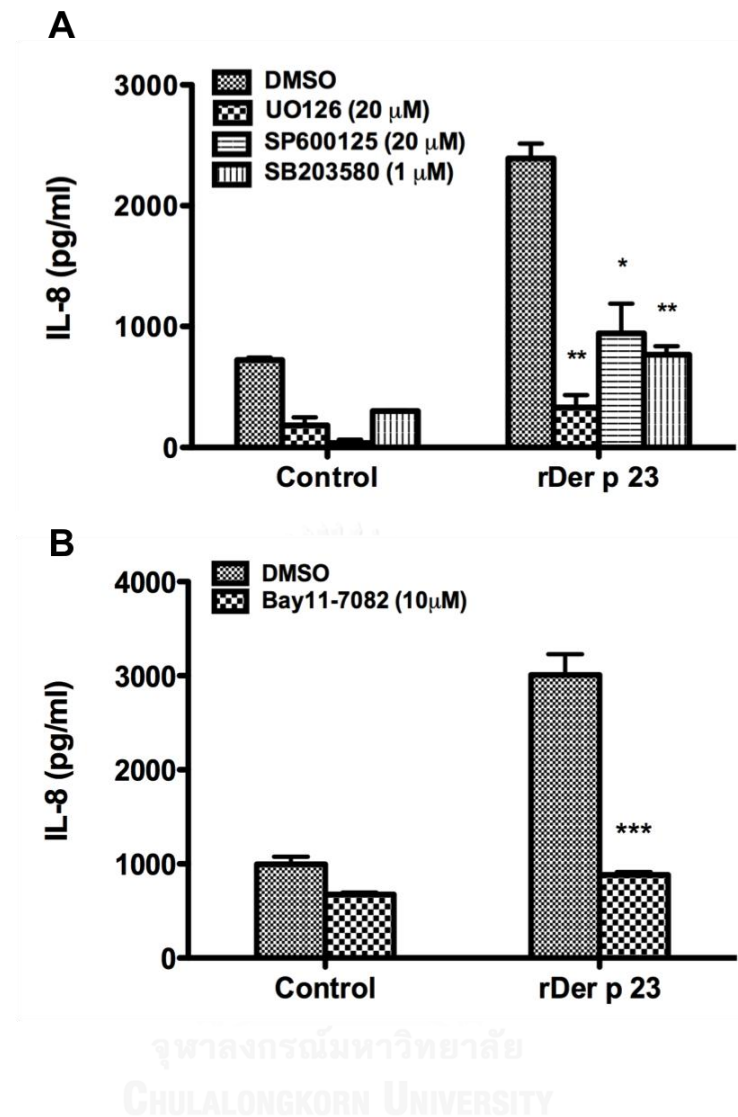 A
3000
2000
1000
0
IL-8 (pg/ml)
DMSO
UO126 (20 μM)
SP600125 (20 μM)
SB203580 (1 μM)
*
**
**
Control rDer p 23
B
4000
3000
2000
1000
0
IL-8 (pg/ml)
DMSO
Bay11-7082 (10μM)
***
Control rDer p 23
จุฬาลงกรณ์มหาวิทยาลัย
CHULALONGKORN UNIVERSITY